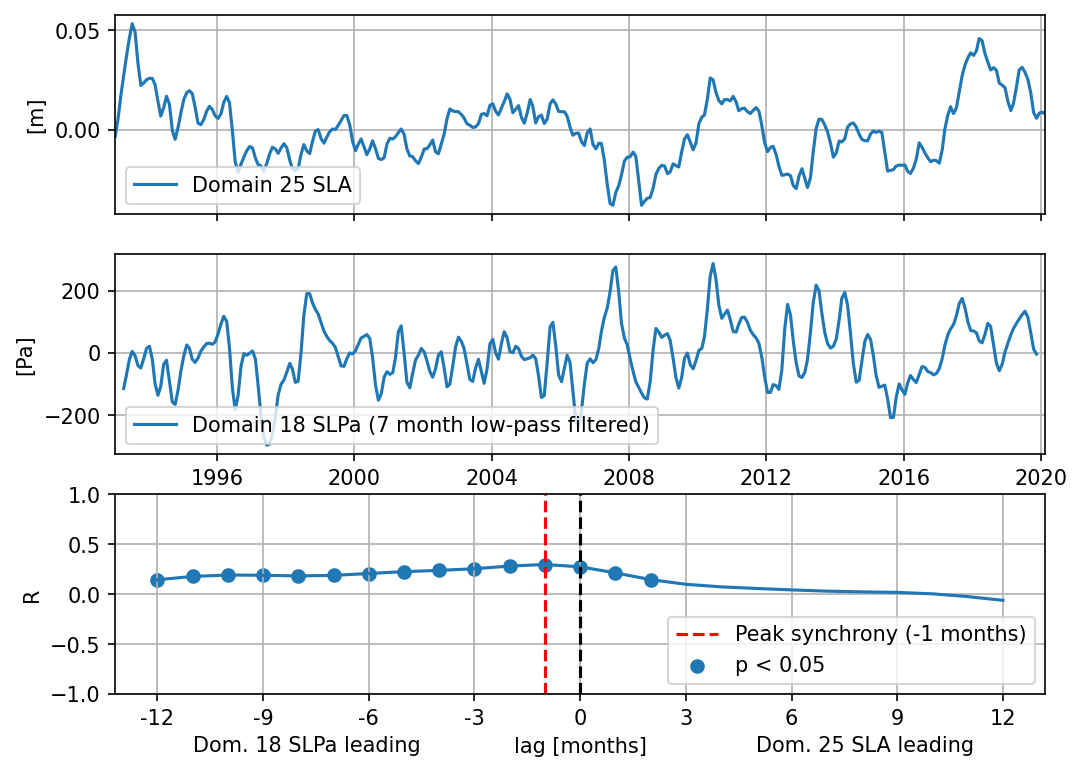 0.05
0.00
[m]
Domain 25 SLA
200
0
−200
[Pa]
Domain 18 SLPa (7 month low-pass filtered)
1996 2000 2004 2008 2012 2016 2020
1.0
0.5
0.0
−0.5
−1.0
R
Peak synchrony (-1 months)
p < 0.05
-12 -9 -6 -3 0 3 6 9 12
Dom. 18 SLPa leading lag [months] Dom. 25 SLA leading